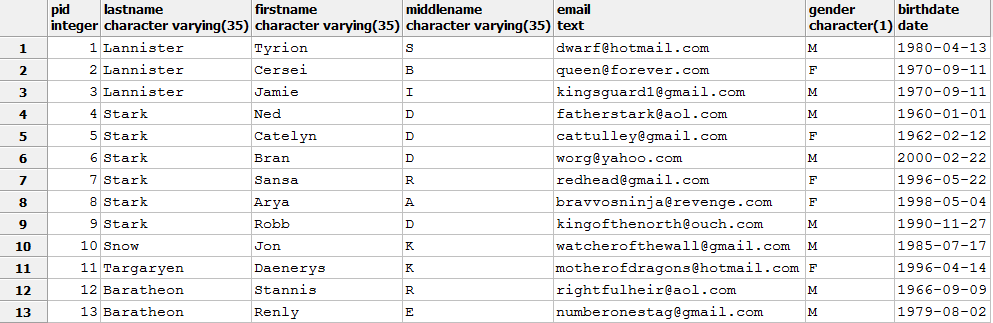 pid lastname firstname middlename email gender birthdate
integer character varying(35) character varying(35) character varying(35) text character(1) date
1 1 Lannister Tyrion S dwarf@hotmail.com M 1980-04-13
2 2 Lannister Cersei B queen@forever.com F 1970-09-11
3 3 Lannister Jamie I kingsguard1@gmail.com M 1970-09-11
4 4 Stark Ned D fatherstark@aol.com M 1960-01-01
5 5 Stark Catelyn D cattulley@gmail.com F 1962-02-12
6 6 Stark Bran D worg@yahoo.com M 2000-02-22
7 7 Stark Sansa R redhead@gmail.com F 1996-05-22
8 8 Stark Arya A bravvosninja@revenge.com F 1998-05-04
9 9 Stark Robb D kingofthenorth@ouch.com M 1990-11-27
10 10 Snow Jon K watcherofthewall@gmail.com M 1985-07-17
11 11 Targaryen Daenerys K motherofdragons@hotmail.com F 1996-04-14
12 12 Baratheon Stannis R rightfulheir@aol.com M 1966-09-09
13 13 Baratheon Renly E numberonestag@gmail.com M 1979-08-02